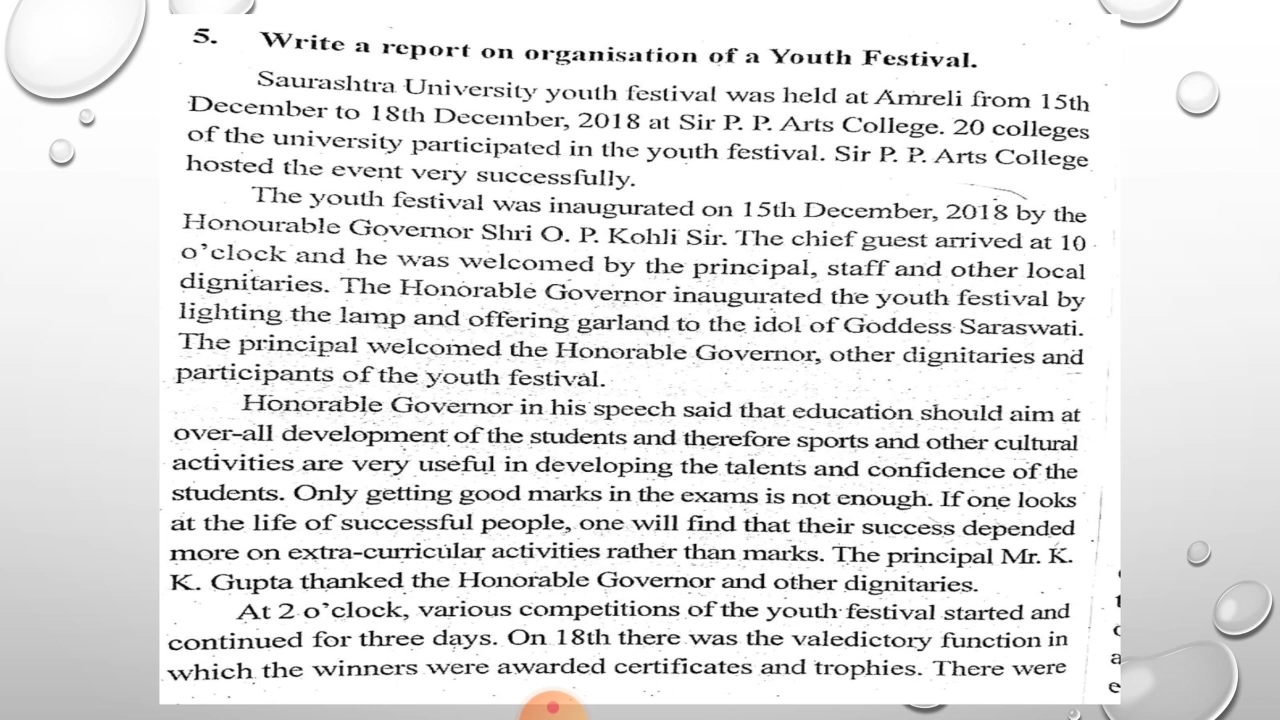 5. Write a report on organisation of a Youth Festival.
Saurashtra University youth festival was held at Amreli from 15th
December to 18th December, 2018 at Sir P. P. Arts College. 20 colleges
of the university participated in the youth festival. Sir P. P. Arts College
hosted the event very successfully.
The youth festival was inaugurated on 15th December, 2018 by the
Honourable Governor Shri O. P. Kohli Sir. The chief guest arrived at 10
o'clock and he was welcomed by the principal, staff and other local
dignitaries. The Honorable Governor inaugurated the youth festival by
lighting the lamp and offering garland to the idol of Goddess Saraswati.
The principal welcomed the Honorable Governor, other dignitaries and
participants of the youth festival.
Honorable Governor in his speech said that education should aim at
over-all development of the students and therefore sports and other cultural
activities are very useful in developing the talents and confidence of the
students. Only getting good marks in the exams is not enough. If one looks
at the life of successful people, one will find that their success depended
more on extra-curricular activities rather than marks. The principal Mr. K.
K. Gupta thanked the Honorable Governor and other dignitaries.
At 2 o'clock, various competitions of the youth festival started and
continued for three days. On 18th there was the valedictory function in
which the winners were awarded certificates and trophies. There were